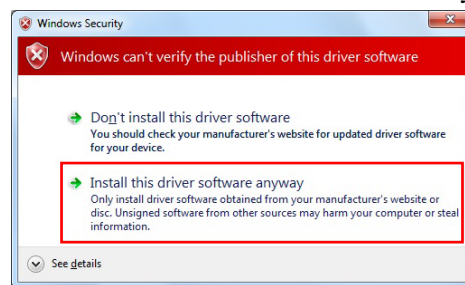 Windows Security
Windows can't verify the publisher of this driver software
Don't install this driver software
You should check your manufacturer's website for updated driver software
for your device.
Install this driver software anyway
Only install driver software obtained from your manufacturer's website or
disc. Unsigned software from other sources may harm your computer or steal
information.
See details